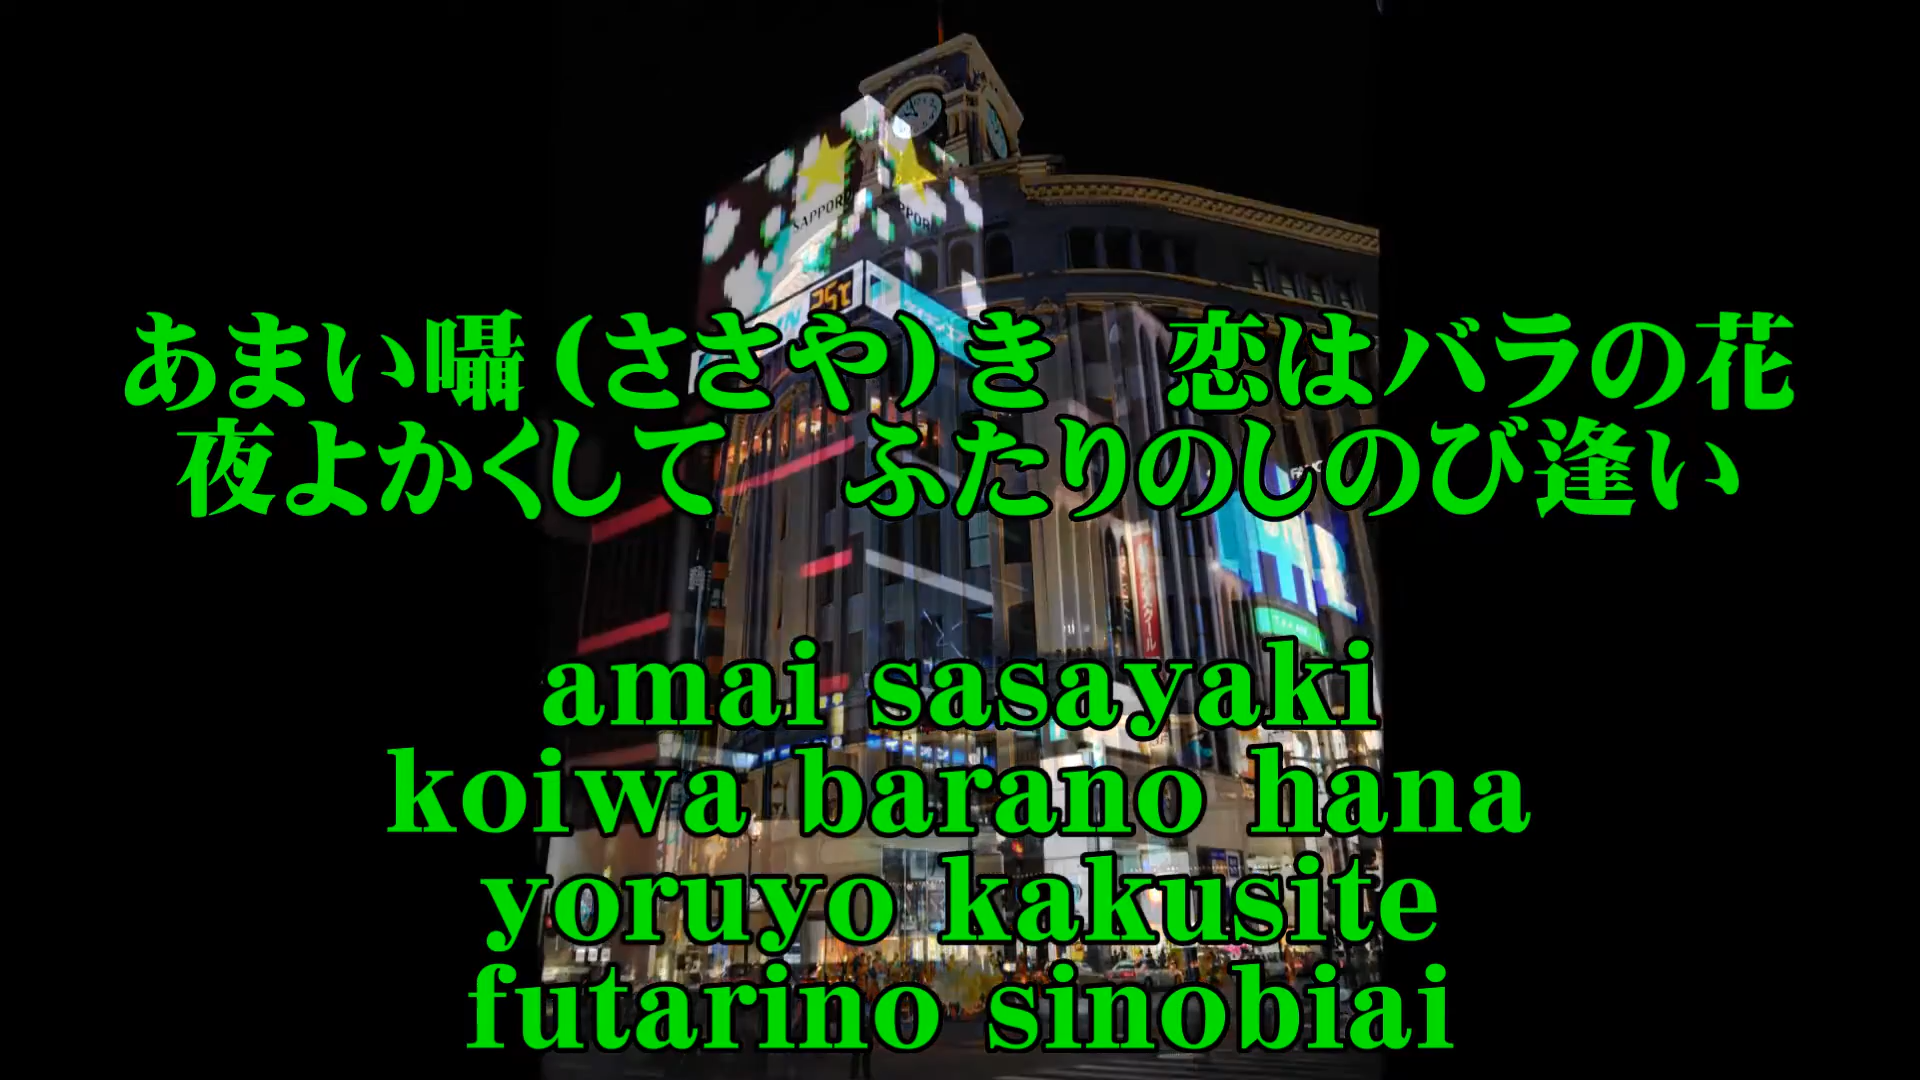 SAPPORO
あまい囁(ささや)き　恋はバラの花
夜よかくして　ふたりのしのび逢い
amai sasayaki
koiwa barano hana
yoruyo kakusite
futarino sinobiai